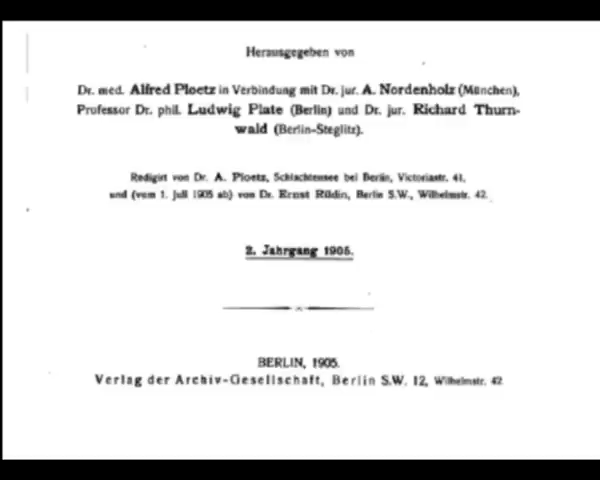 Herausgegeben von
Dr. med. Alfred Ploetz in Verbindung mit Dr. jur. A. Nordenholz (München),
Professor Dr. phil. Ludwig Plate (Berlin) und Dr. jur. Richard Thurn-
wald (Berlin-Steglitz).
Redigirt von Dr. A. Ploetz, Schlachtensee bei Berlin, Victoriastr. 41,
und (vom 1. Juli 1905 ab) von Dr. Ernst Rüdin, Berlin S.W., Wilhelmstr. 42.
2. Jahrgang 1905.
BERLIN, 1905.
Verlag der Archiv-Gesellschaft, Berlin S.W. 12, Wilhelmstr. 42